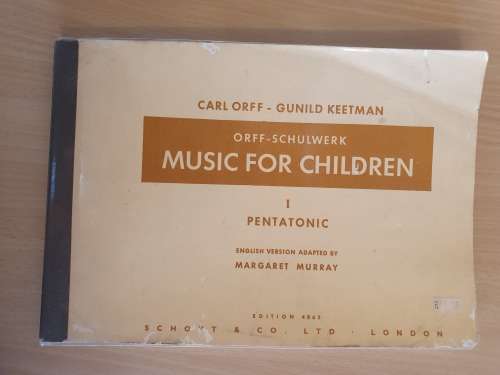 CARL ORFF - GUNILD KEETMAN
ORFF-SCHULWERK
MUSIC FOR CHILDREN
I
PENTATONIC
ENGLISH VERSION ADAPTED BY
MARGARET MURRAY
EDITION 4865
SCHOTT & CO. LTD · LONDON